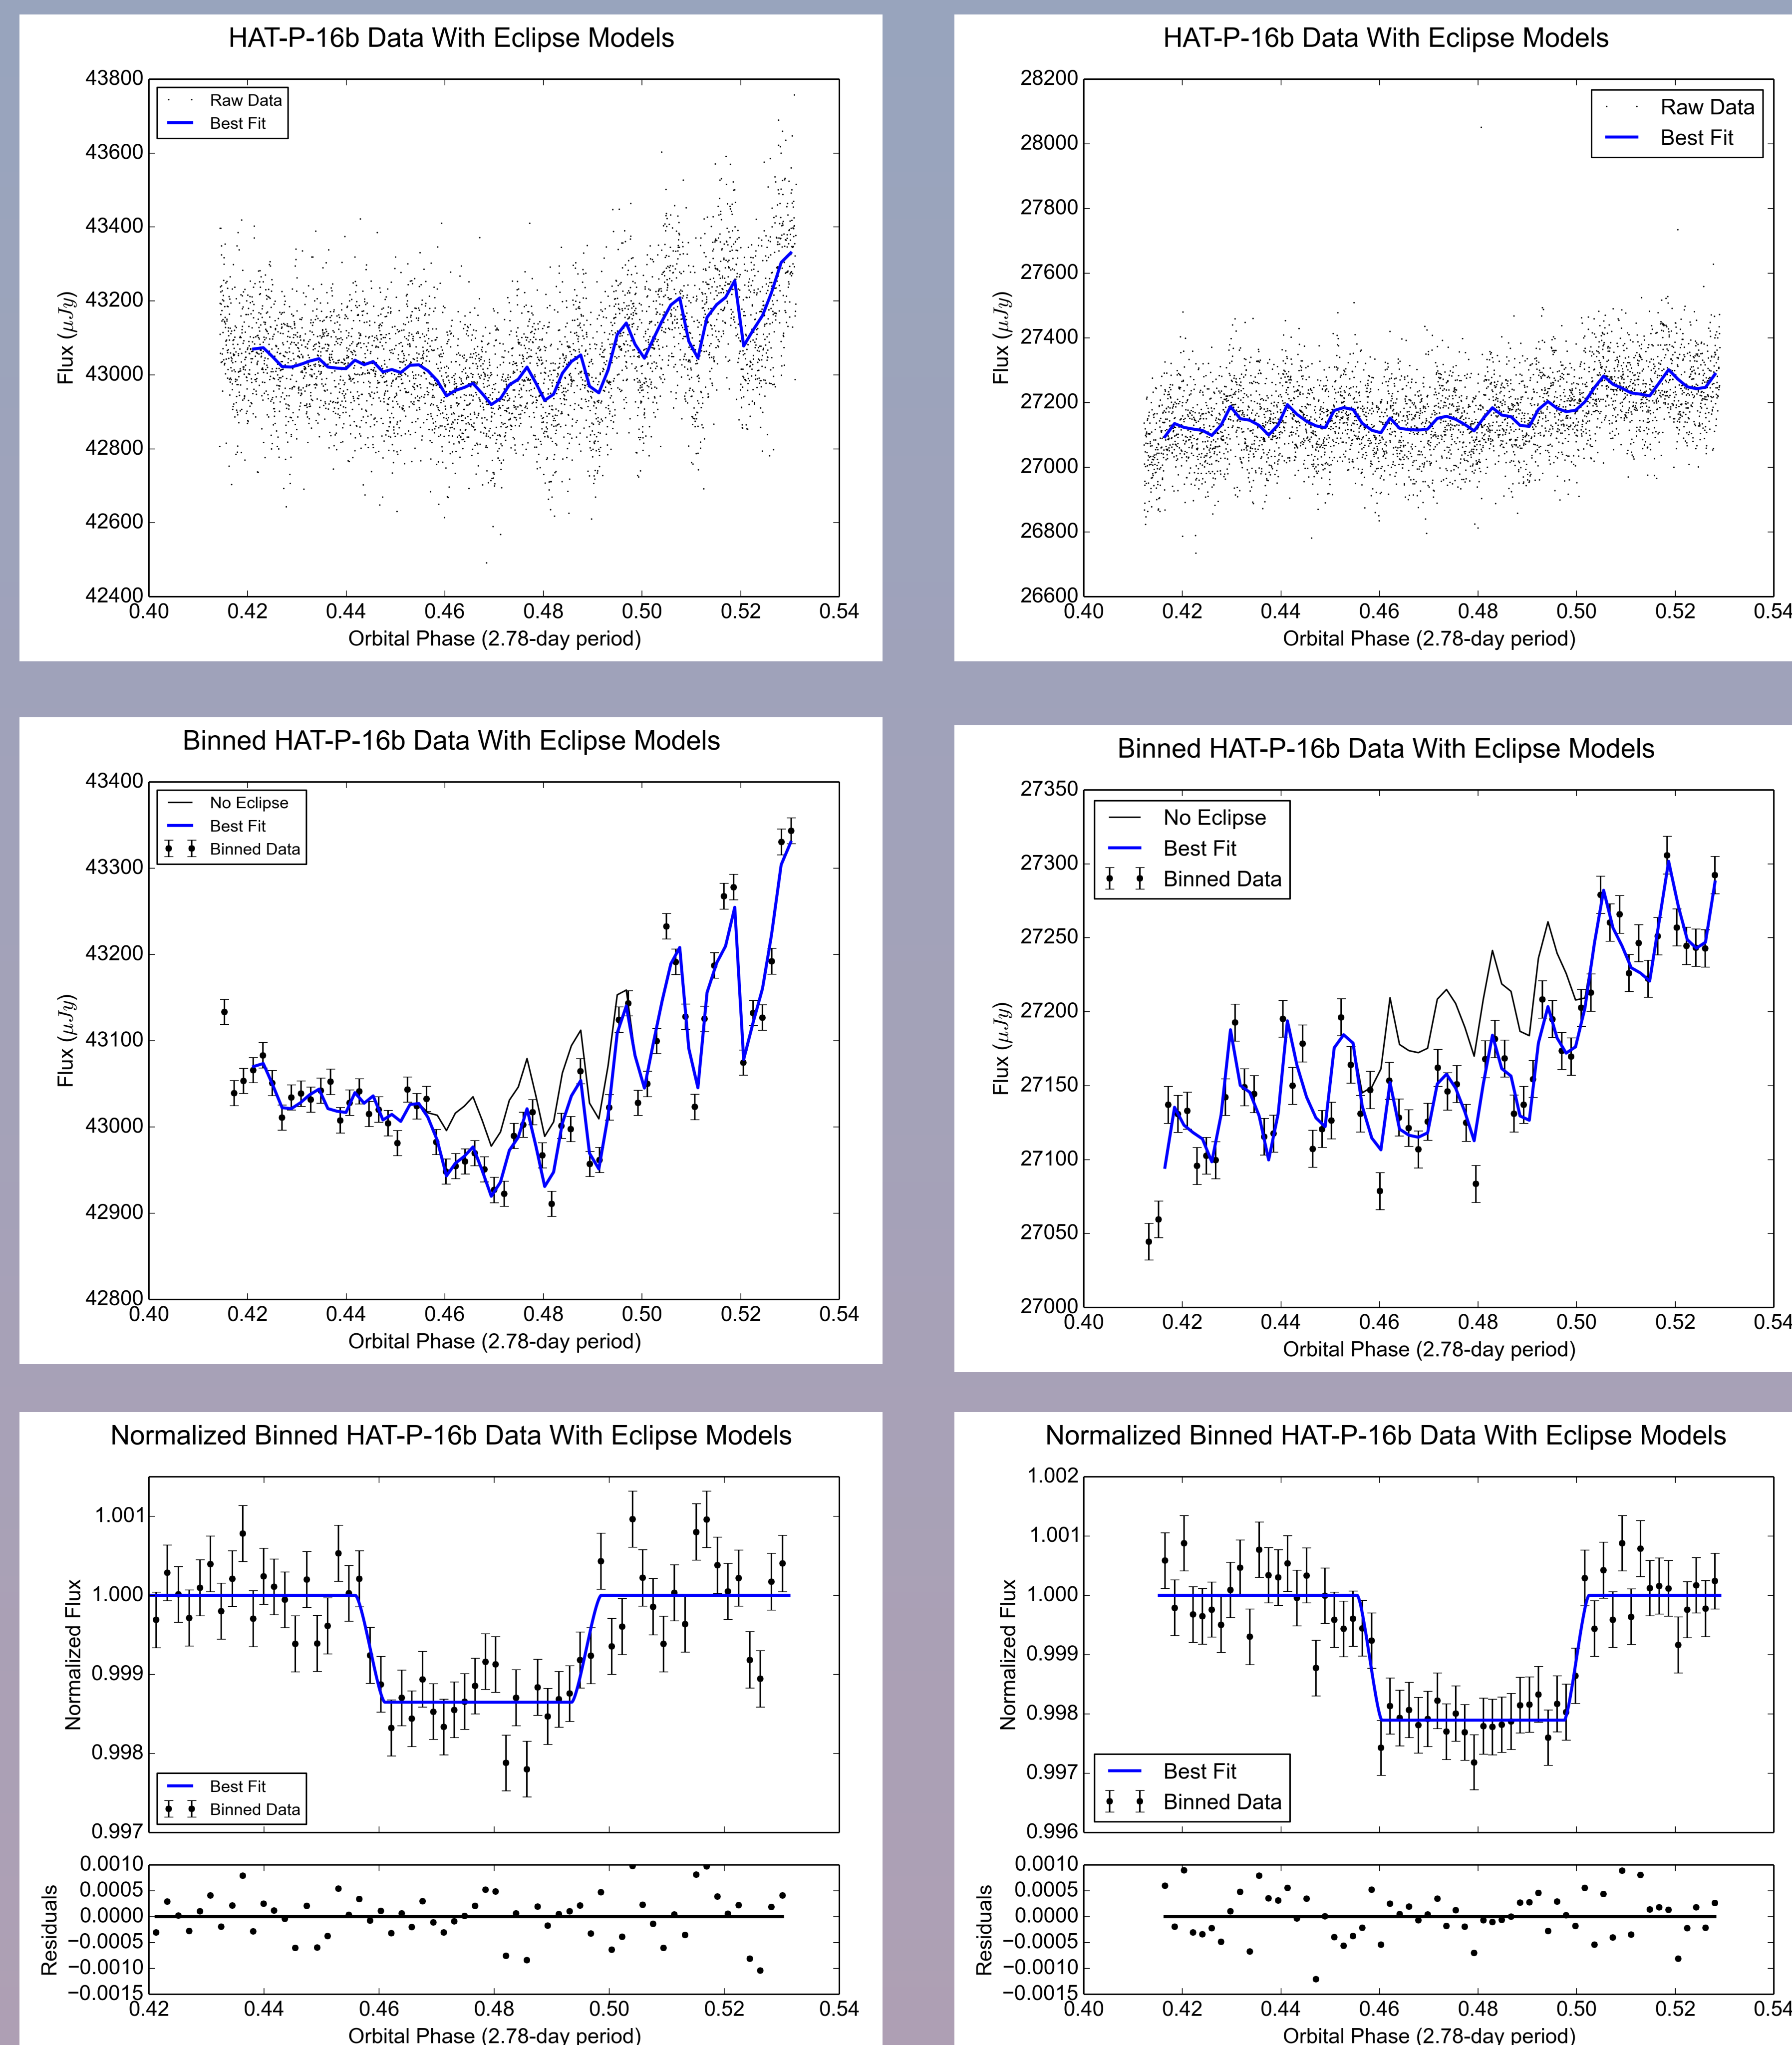 HAT-P-16b Data With Eclipse Models
43800
43600
43400
43200
43000
42800
42600
42400
Flux (μJy)
Raw Data
Best Fit
0.40 0.42 0.44 0.46 0.48 0.50 0.52 0.54
Orbital Phase (2.78-day period)
HAT-P-16b Data With Eclipse Models
28200
28000
27800
27600
27400
27200
27000
26800
26600
Flux (μJy)
Raw Data
Best Fit
0.40 0.42 0.44 0.46 0.48 0.50 0.52 0.54
Orbital Phase (2.78-day period)
Binned HAT-P-16b Data With Eclipse Models
43400
43300
43200
43100
43000
42900
42800
Flux (μJy)
No Eclipse
Best Fit
Binned Data
0.40 0.42 0.44 0.46 0.48 0.50 0.52 0.54
Orbital Phase (2.78-day period)
Binned HAT-P-16b Data With Eclipse Models
27350
27300
27250
27200
27150
27100
27050
27000
Flux (μJy)
No Eclipse
Best Fit
Binned Data
0.40 0.42 0.44 0.46 0.48 0.50 0.52 0.54
Orbital Phase (2.78-day period)
Normalized Binned HAT-P-16b Data With Eclipse Models
1.001
1.000
0.999
0.998
0.997
Normalized Flux
Best Fit
Binned Data
0.0010
0.0005
0.0000
−0.0005
−0.0010
−0.0015
Residuals
0.42 0.44 0.46 0.48 0.50 0.52 0.54
Orbital Phase (2.78-day period)
Normalized Binned HAT-P-16b Data With Eclipse Models
1.002
1.001
1.000
0.999
0.998
0.997
0.996
Normalized Flux
Best Fit
Binned Data
0.0010
0.0005
0.0000
−0.0005
−0.0010
−0.0015
Residuals
0.40 0.42 0.44 0.46 0.48 0.50 0.52 0.54
Orbital Phase (2.78-day period)